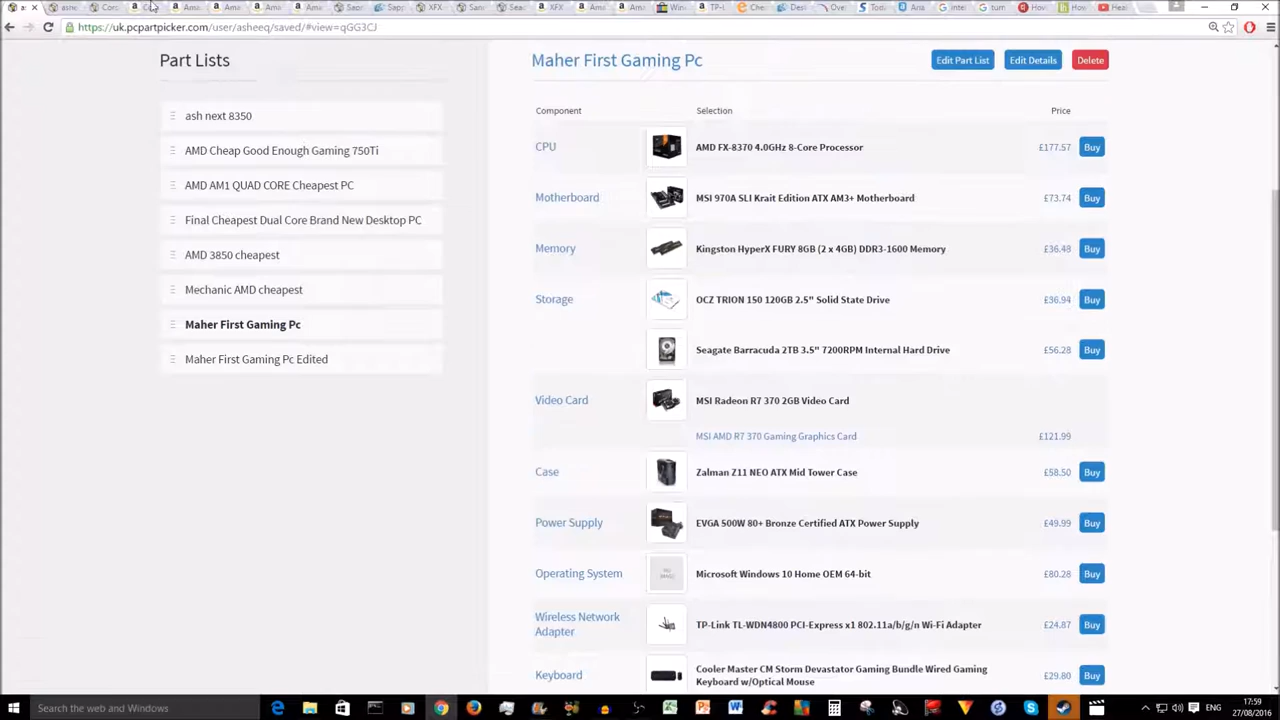 https://uk.pcpartpicker.com/user/asheeq/saved/#view=qGG3CJ
Part Lists
ash next 8350
AMD Cheap Good Enough Gaming 750Ti
AMD AM1 QUAD CORE Cheapest PC
Final Cheapest Dual Core Brand New Desktop PC
AMD 3850 cheapest
Mechanic AMD cheapest
Maher First Gaming Pc
Maher First Gaming Pc Edited
Maher First Gaming Pc
Edit Part List
Edit Details
Delete
Component Selection Price
CPU AMD FX-8370 4.0GHz 8-Core Processor £177.57 Buy
Motherboard MSI 970A SLI Krait Edition ATX AM3+ Motherboard £73.74 Buy
Memory Kingston HyperX FURY 8GB (2 x 4GB) DDR3-1600 Memory £36.48 Buy
Storage OCZ TRION 150 120GB 2.5" Solid State Drive £36.94 Buy
Seagate Barracuda 2TB 3.5" 7200RPM Internal Hard Drive £56.28 Buy
Video Card MSI Radeon R7 370 2GB Video Card
MSI AMD R7 370 Gaming Graphics Card £121.99
Case Zalman Z11 NEO ATX Mid Tower Case £58.50 Buy
Power Supply EVGA 500W 80+ Bronze Certified ATX Power Supply £49.99 Buy
Operating System Microsoft Windows 10 Home OEM 64-bit £80.28 Buy
Wireless Network
Adapter TP-Link TL-WDN4800 PCI-Express x1 802.11a/b/g/n Wi-Fi Adapter £24.87 Buy
Keyboard Cooler Master CM Storm Devastator Gaming Bundle Wired Gaming
Keyboard w/Optical Mouse £29.80 Buy
Search the web and Windows
ENG
17:59
27/08/2016